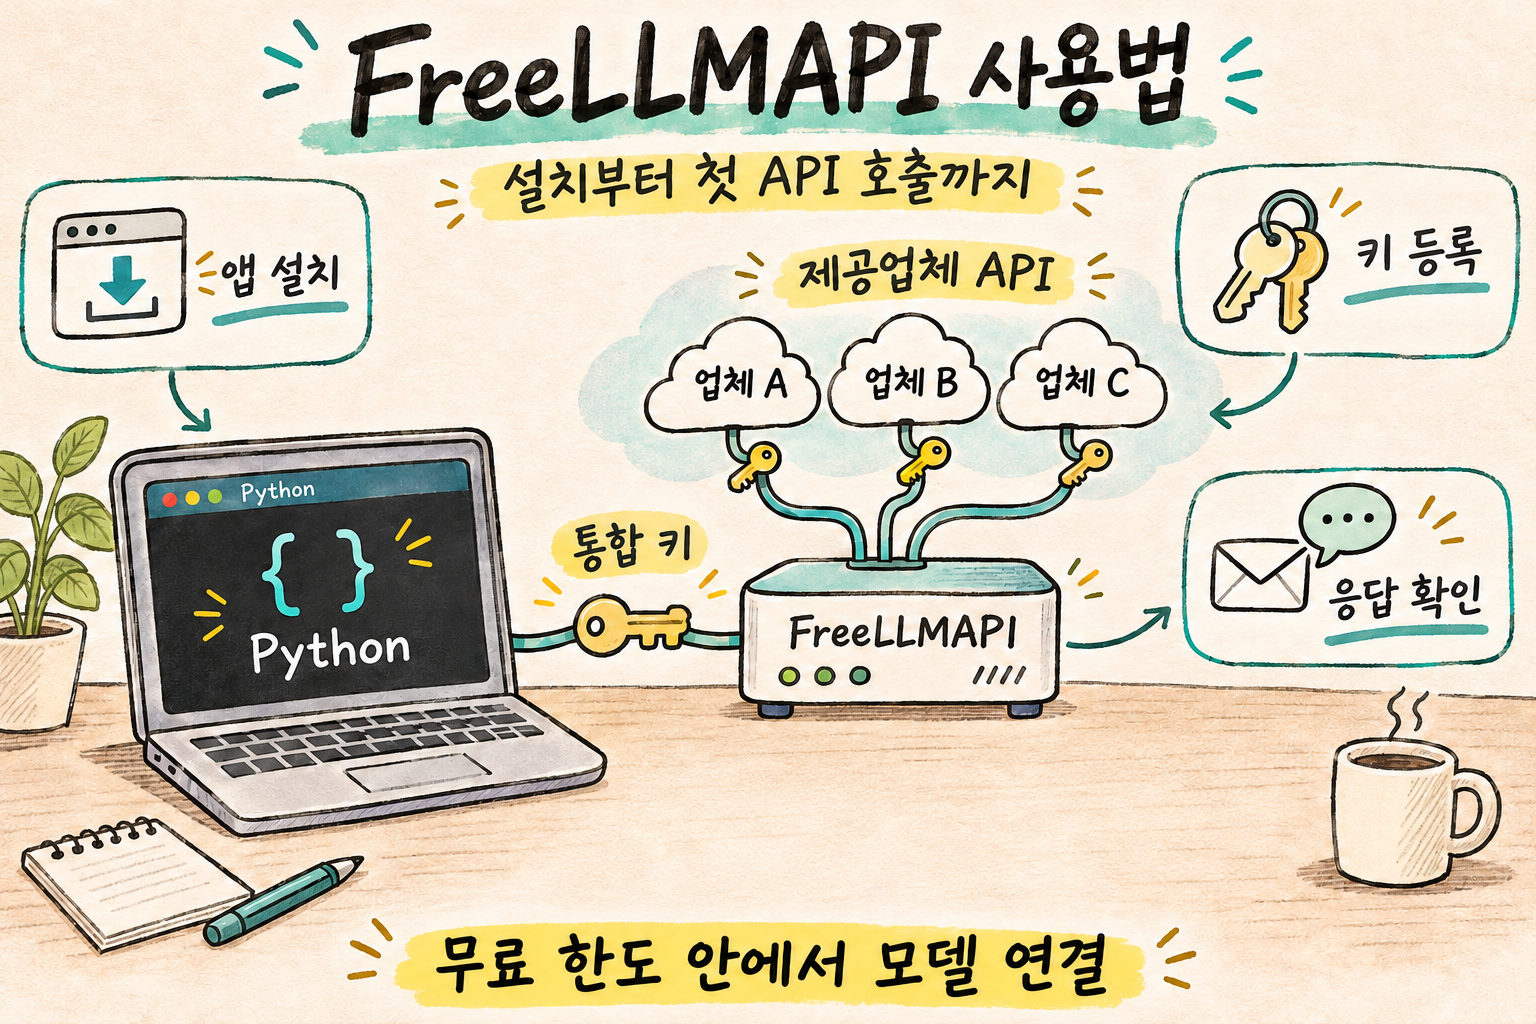 FreeLLMAPI 사용법
설치부터 첫 API 호출까지
앱 설치
키 등록
제공업체 API
업체 A
업체 B
업체 C
Python
{ }
Python
통합 키
FreeLLMAPI
응답 확인
무료 한도 안에서 모델 연결